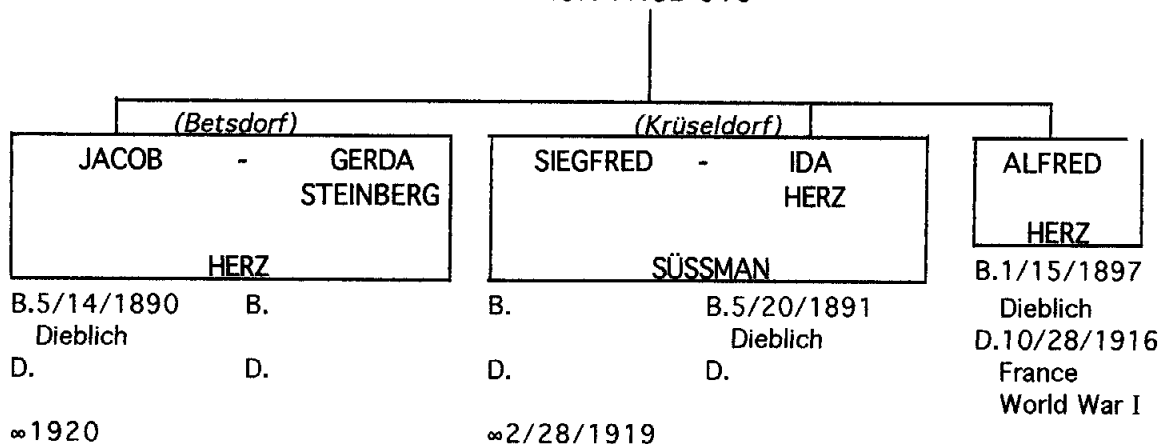 (Betsdorf)
JACOB - GERDA
STEINBERG
HERZ
B.5/14/1890 B.
Dieblich
D. D.
∞1920
(Krüseldorf)
SIEGFRED - IDA
HERZ
SÜSSMAN
B. B.5/20/1891
Dieblich
D. D.
∞2/28/1919
ALFRED
HERZ
B.1/15/1897
Dieblich
D.10/28/1916
France
World War I